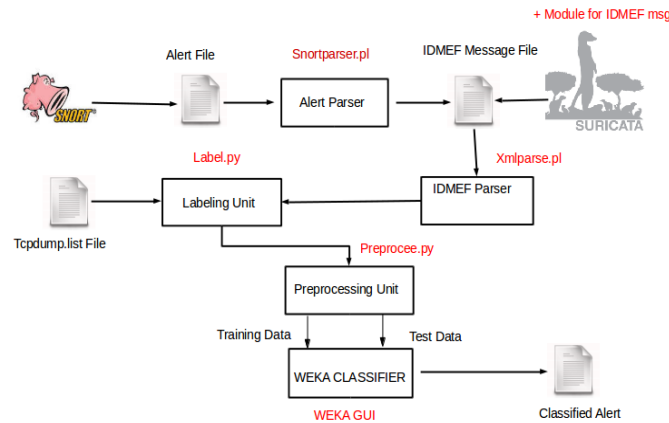 + Module for IDMEF msg
Alert File
Snortparser.pl
IDMEF Message File
Alert Parser
SNORT
SURICATA
Label.py
Xmlparse.pl
IDMEF Parser
Labeling Unit
Tcpdump.list File
Preprocee.py
Preprocessing Unit
Training Data
Test Data
WEKA CLASSIFIER
WEKA GUI
Classified Alert